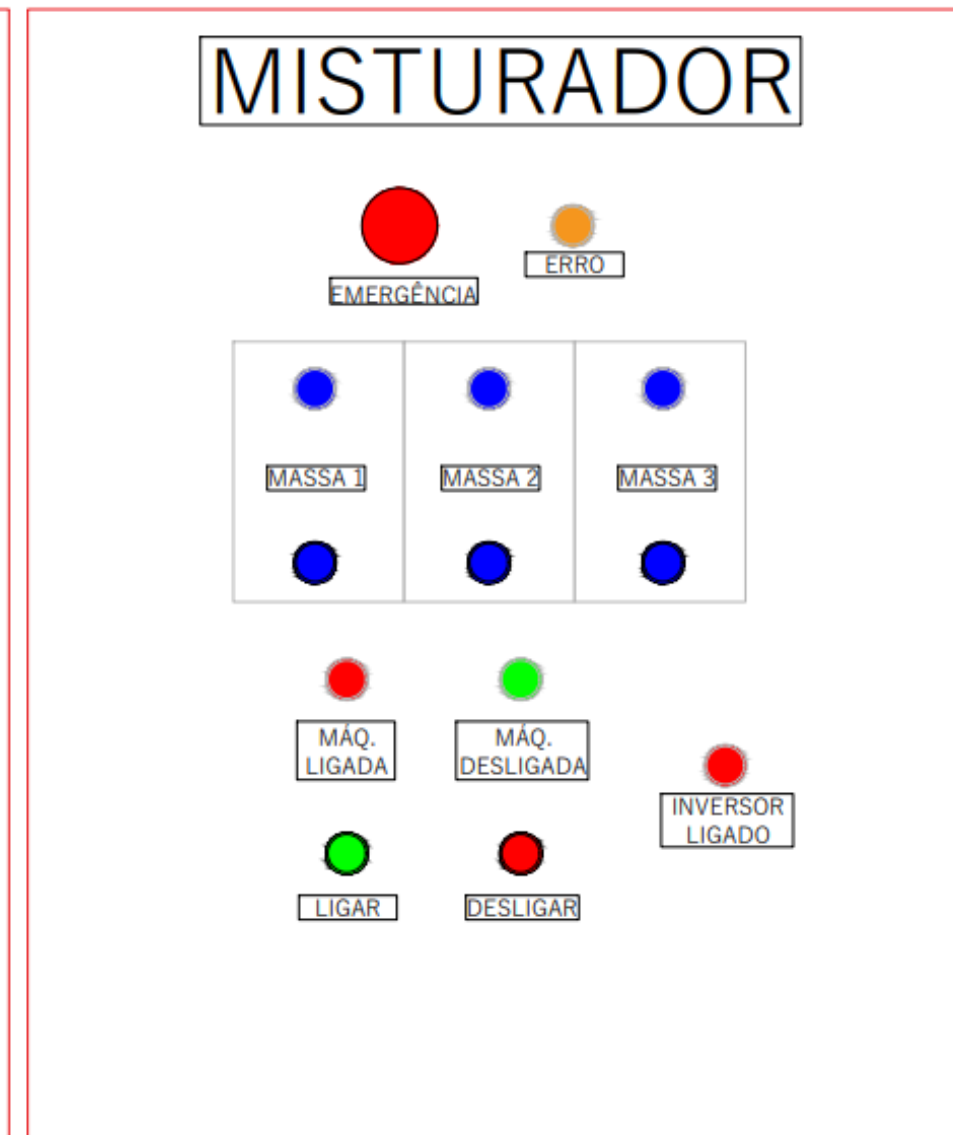 MISTURADOR
EMERGÊNCIA
ERRO
MASSA 1
MASSA 2
MASSA 3
MÁQ.
LIGADA
MÁQ.
DESLIGADA
INVERSOR
LIGADO
LIGAR
DESLIGAR